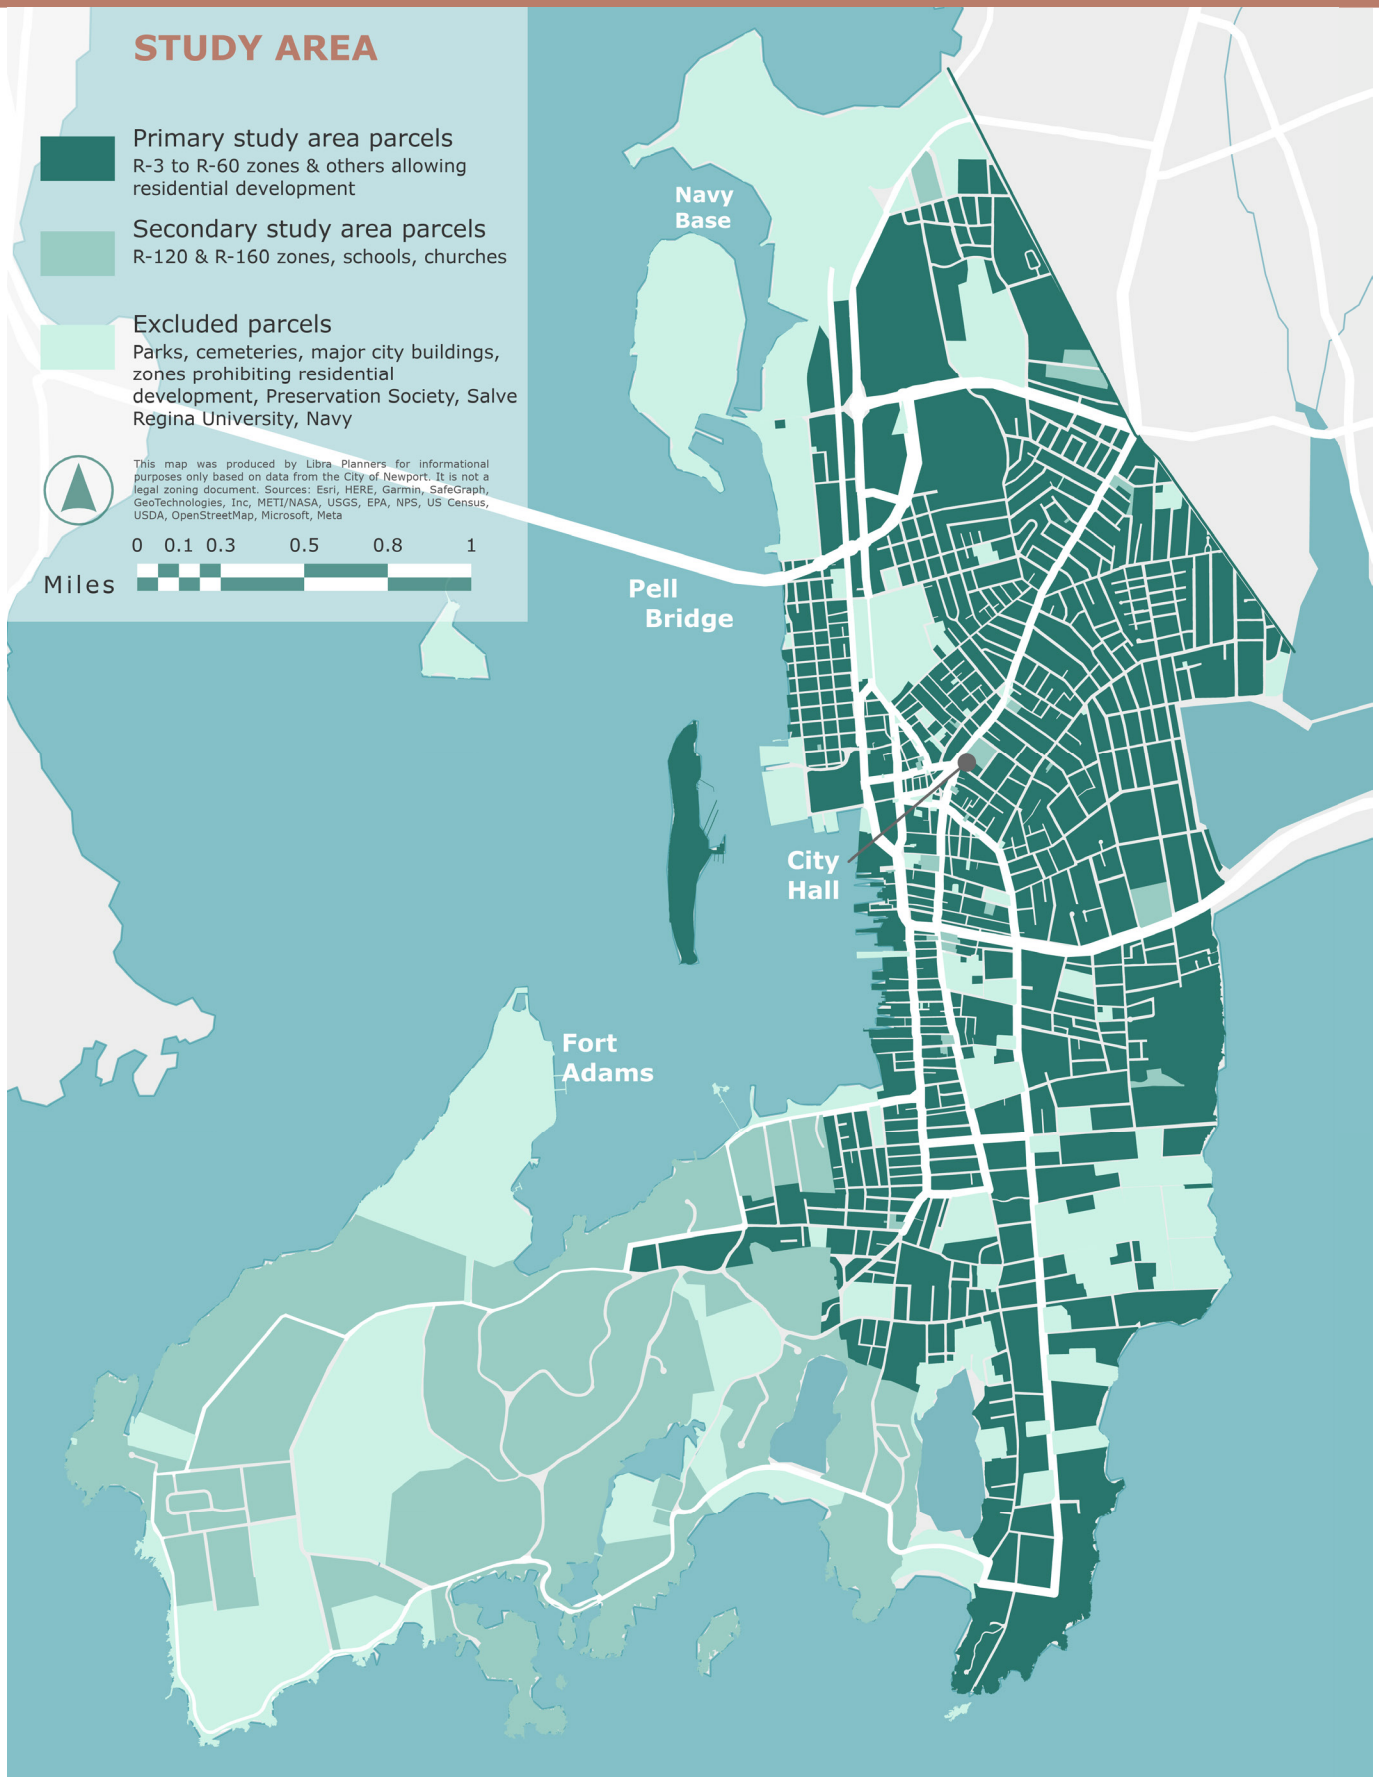 STUDY AREA
Primary study area parcels
R-3 to R-60 zones & others allowing
residential development
Secondary study area parcels
R-120 & R-160 zones, schools, churches
Excluded parcels
Parks, cemeteries, major city buildings,
zones prohibiting residential
development, Preservation Society, Salve
Regina University, Navy
This map was produced by Libra Planners for informational
purposes only based on data from the City of Newport. It is not a
legal zoning document. Sources: Esri, HERE, Garmin, SafeGraph,
GeoTechnologies, Inc, METI/NASA, USGS, EPA, NPS, US Census,
USDA, OpenStreetMap, Microsoft, Meta
0 0.1 0.3 0.5 0.8 1
Miles
Navy
Base
Pell
Bridge
City
Hall
Fort
Adams